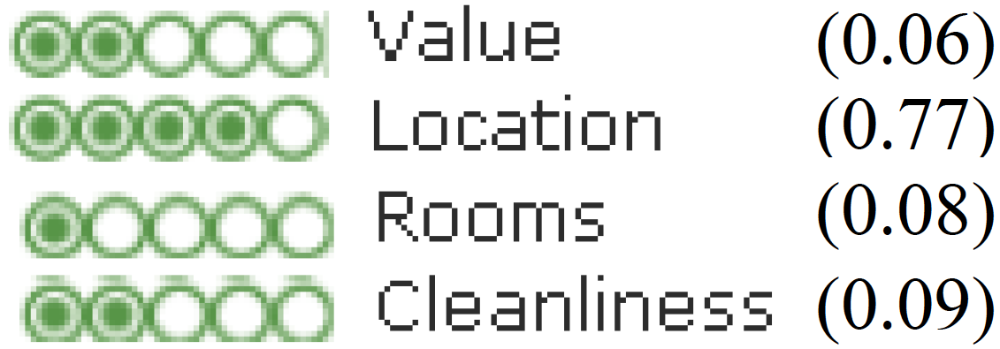 Value (0.06)
Location (0.77)
Rooms (0.08)
Cleanliness (0.09)